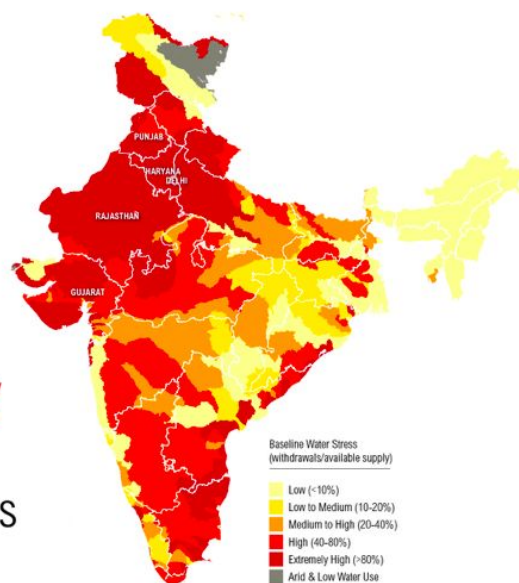 PUNJAB
HARYANA
DELHI
RAJASTHAN
GUJARAT
S
Baseline Water Stress
(withdrawals/available supply)
Low (<10%)
Low to Medium (10-20%)
Medium to High (20-40%)
High (40-80%)
Extremely High (>80%)
Arid & Low Water Use